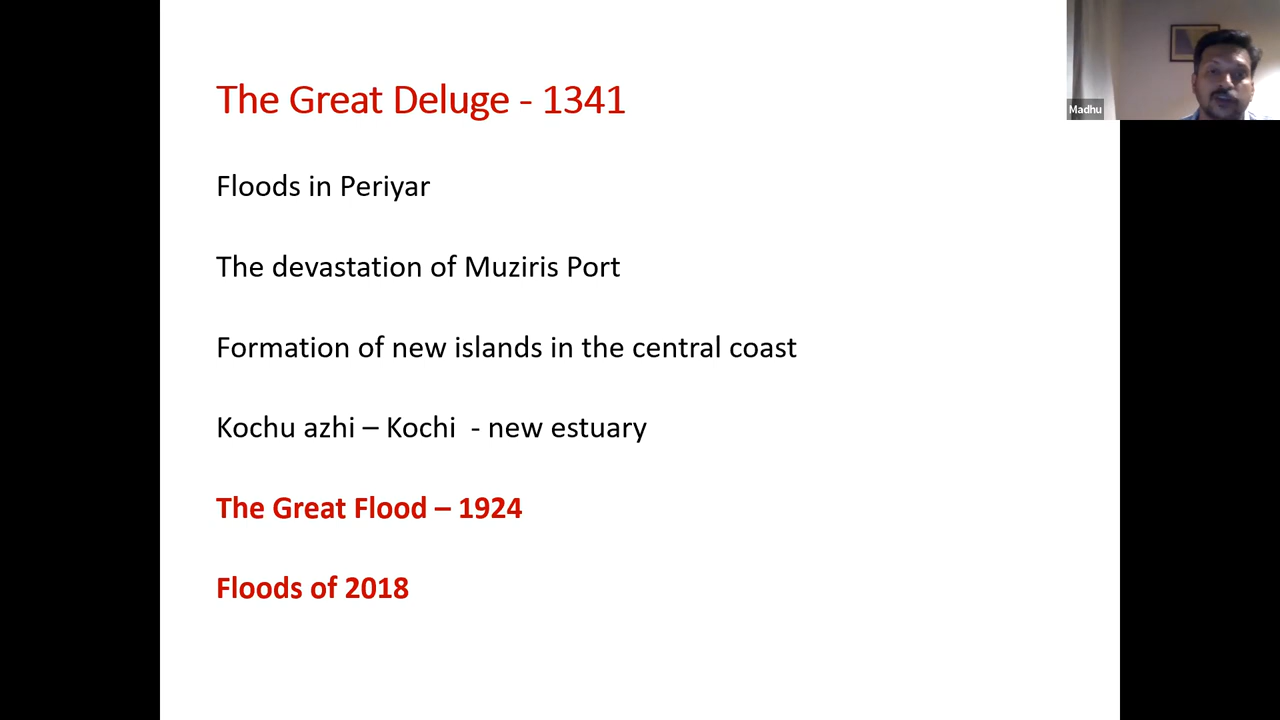 The Great Deluge - 1341
Madhu
Floods in Periyar
The devastation of Muziris Port
Formation of new islands in the central coast
Kochu azhi – Kochi  - new estuary
The Great Flood – 1924
Floods of 2018